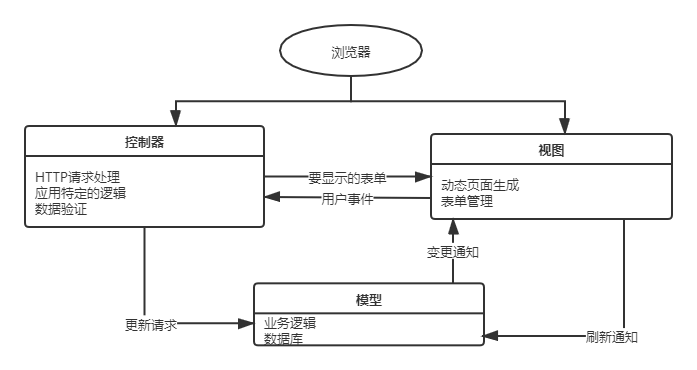 浏览器
控制器
HTTP请求处理
应用特定的逻辑
数据验证
视图
动态页面生成
表单管理
要显示的表单
用户事件
变更通知
模型
业务逻辑
数据库
更新请求
刷新通知